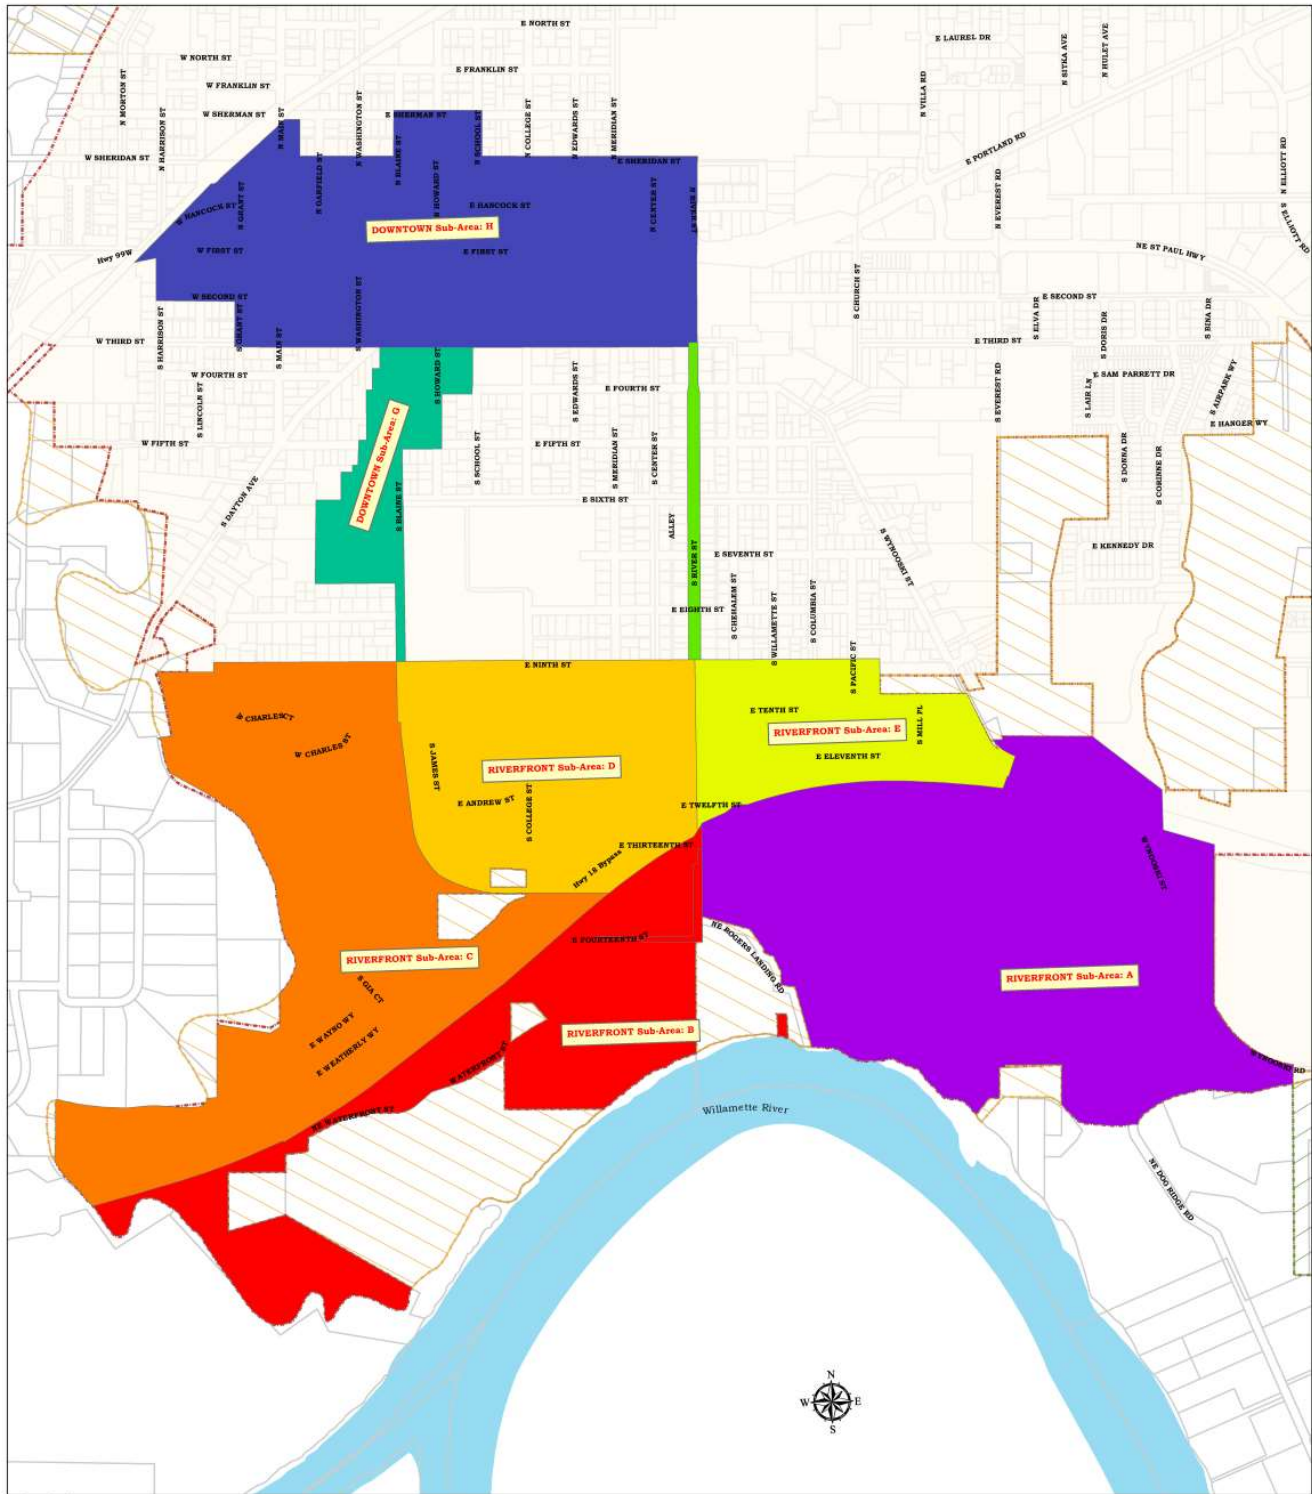 E NORTH ST
E LAUREL DR
N SITKA AVE
N HULET AVE
W NORTH ST
E FRANKLIN ST
N MORTON ST
W FRANKLIN ST
N VILLA RD
W SHERMAN ST
E SHERMAN ST
N HARRISON ST
N MAIN ST
N WASHINGTON ST
S BLAINE ST
S SCHOOL ST
N COLLEGE ST
N EDWARDS ST
N MERIDIAN ST
E PORTLAND RD
W SHERIDAN ST
E SHERIDAN ST
N ELLIOTT RD
N GARFIELD ST
N HOWARD ST
N CENTER ST
N RIVER ST
N EVEREST RD
W HANCOCK ST
S GRANT ST
E HANCOCK ST
S ELLIOTT RD
DOWNTOWN Sub-Area: H
Hwy 99W
W FIRST ST
E FIRST ST
NE ST PAUL HWY
S CHURCH ST
W SECOND ST
E SECOND ST
S HARRISON ST
S GRANT ST
S MAIN ST
S WASHINGTON ST
S ELVA DR
S DORIS DR
S BINA DR
W THIRD ST
E THIRD ST
W FOURTH ST
S HOWARD ST
E FOURTH ST
S EDWARDS ST
S EVEREST RD
S LAIR LN
E SAM PARRETT DR
S AIRPARK WY
S LINCOLN ST
E HANGER WY
W FIFTH ST
DOWNTOWN Sub-Area: G
S SCHOOL ST
E FIFTH ST
S MERIDIAN ST
S CENTER ST
S DONNA DR
S CORINNE DR
S DAYTON AVE
S BLAINE ST
E SIXTH ST
ALLEY
S RIVER ST
E SEVENTH ST
S WYNOOSKI ST
E KENNEDY DR
E EIGHTH ST
S CHEHALEM ST
S WILLAMETTE ST
S COLUMBIA ST
S PACIFIC ST
E NINTH ST
W CHARLES CT
W CHARLES ST
E TENTH ST
S MILL PL
RIVERFRONT Sub-Area: E
S JAMES ST
E ELEVENTH ST
RIVERFRONT Sub-Area: D
E ANDREW ST
S COLLEGE ST
E TWELFTH ST
E THIRTEENTH ST
Hwy 18 Bypass
WYNOOSKI ST
E FOURTEENTH ST
NE ROGERS LANDING RD
RIVERFRONT Sub-Area: C
RIVERFRONT Sub-Area: A
S GIA CT
E WAYBO WY
E WEATHERLY WY
RIVERFRONT Sub-Area: B
WATERFRONT ST
WYNOOSKI RD
NE WATERFRONT ST
Willamette River
NE DOG RIDGE RD
N
W E
S